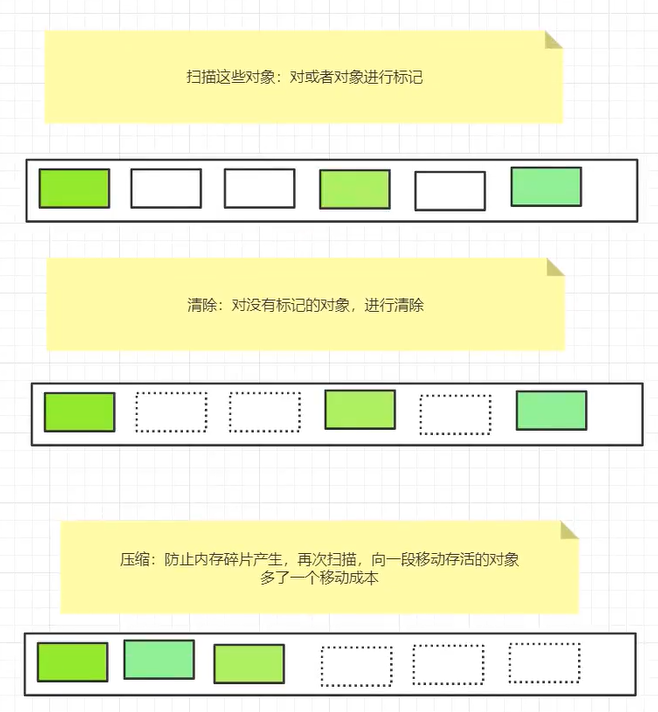 扫描这些对象：对或者对象进行标记
清除：对没有标记的对象，进行清除
压缩：防止内存碎片产生，再次扫描，向一段移动存活的对象
多了一个移动成本